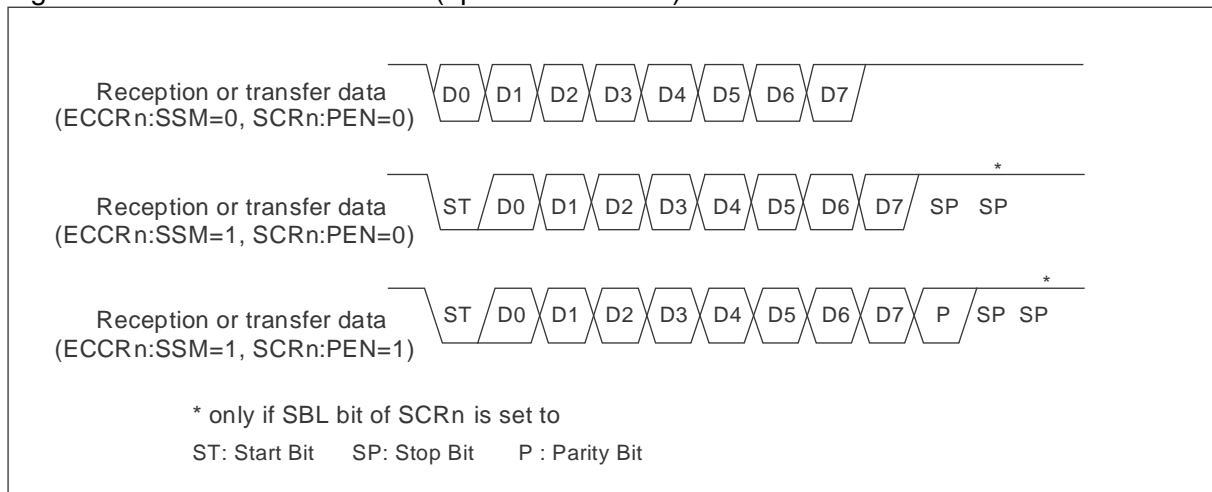 Reception or transfer data
(ECCRn:SSM=0, SCRn:PEN=0)
D0 D1 D2 D3 D4 D5 D6 D7
*
Reception or transfer data
(ECCRn:SSM=1, SCRn:PEN=0)
ST D0 D1 D2 D3 D4 D5 D6 D7 SP SP
*
Reception or transfer data
(ECCRn:SSM=1, SCRn:PEN=1)
ST D0 D1 D2 D3 D4 D5 D6 D7 P SP SP
* only if SBL bit of SCRn is set to
ST: Start Bit SP: Stop Bit P : Parity Bit